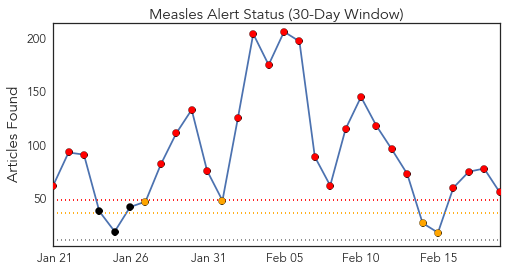 Measles Alert Status (30-Day Window)
Articles Found
200
150
100
50
Jan 21 Jan 26 Jan 31 Feb 05 Feb 10 Feb 15